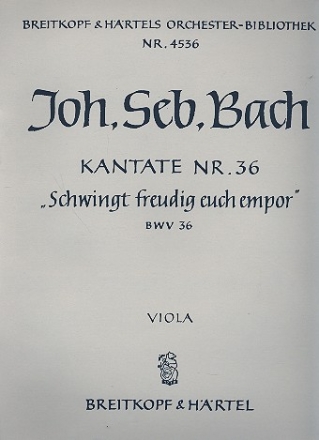 BREITKOPF & HÄRTELS ORCHESTER-BIBLIOTHEK
NR. 4536
Joh. Seb. Bach
KANTATE NR. 36
„Schwingt freudig euch empor"
BWV 36
VIOLA
BREITKOPF & HÄRTEL